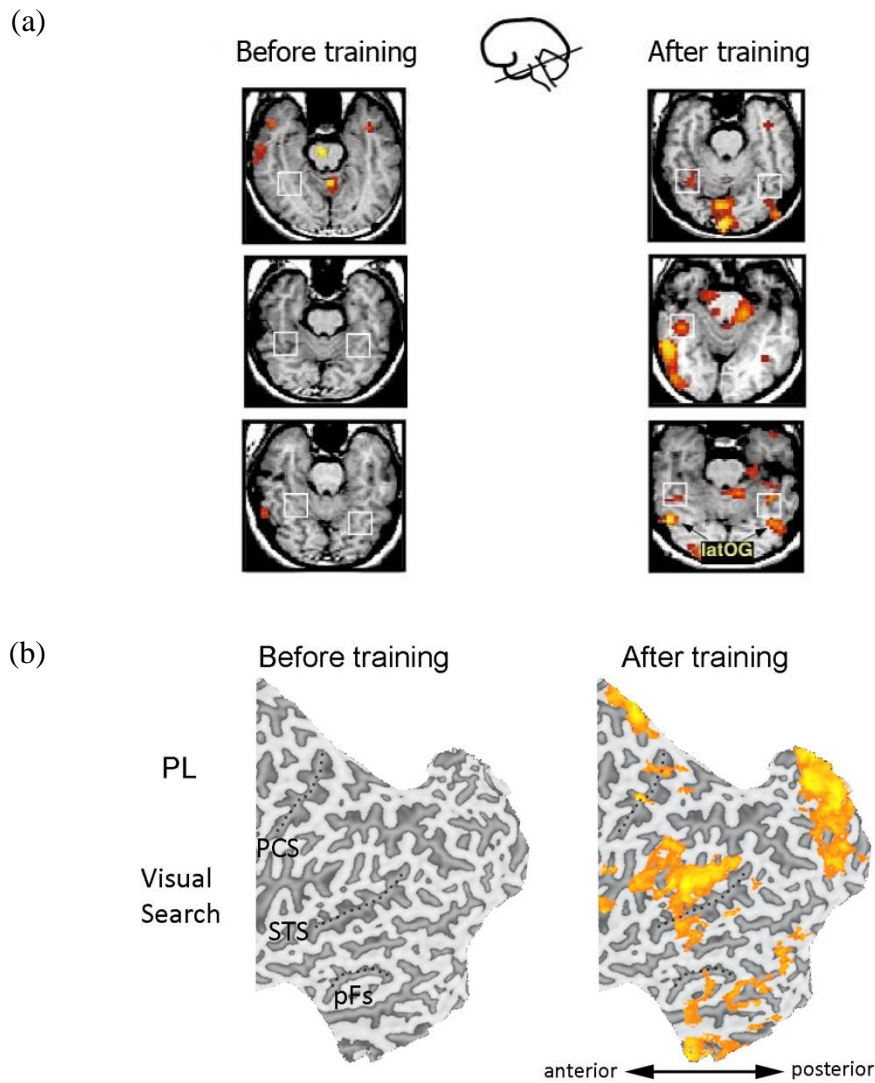 (a)
Before training
After training
latOG
(b)
Before training
After training
PL
PCS
Visual
Search
STS
pFs
anterior
posterior